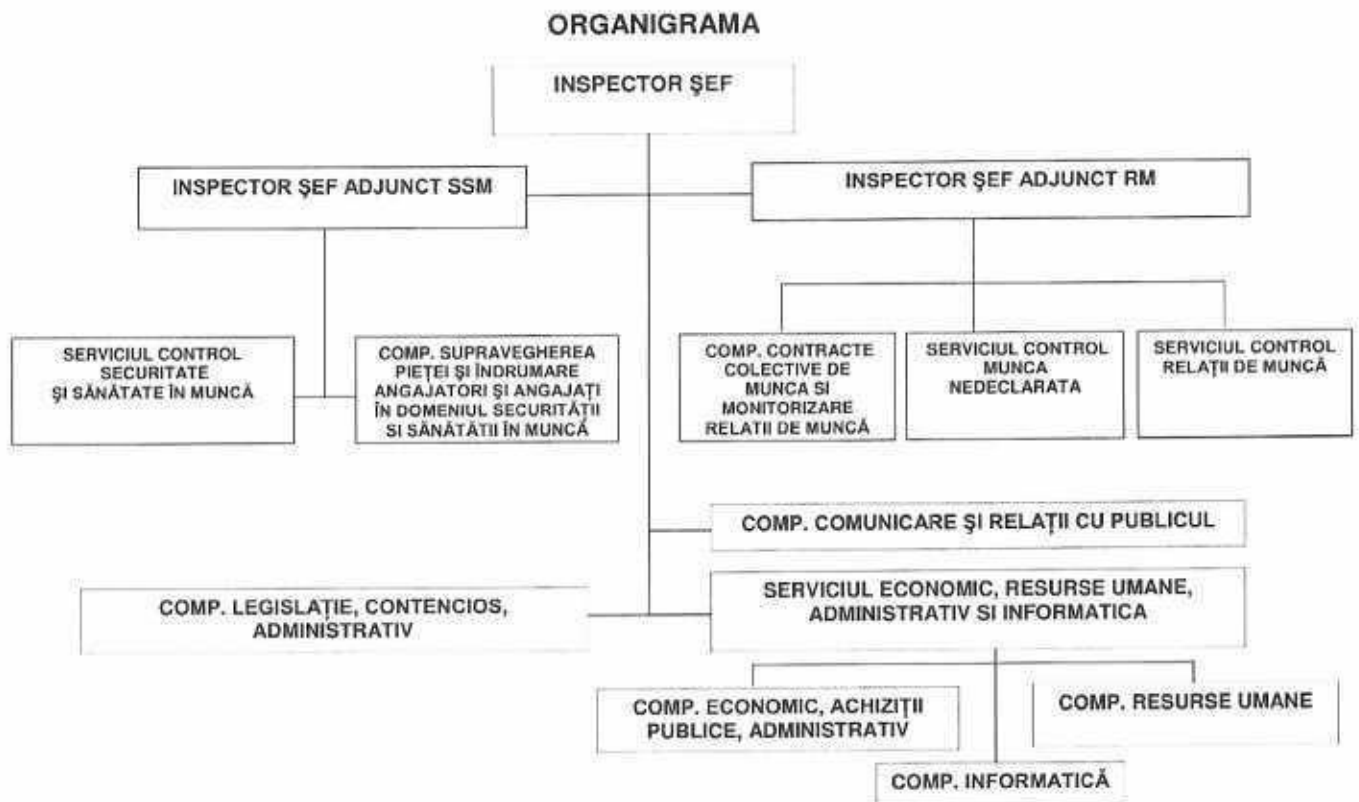 ORGANIGRAMA
INSPECTOR ŞEF
INSPECTOR ŞEF ADJUNCT SSM
INSPECTOR ŞEF ADJUNCT RM
SERVICIUL CONTROL
SECURITATE
ŞI SĂNĂTATE ÎN MUNCĂ
COMP. SUPRAVEGHEREA
PIEŢEI ŞI ÎNDRUMARE
ANGAJATORI ŞI ANGAJAŢI
ÎN DOMENIUL SECURITĂŢII
SI SĂNĂTĂTII ÎN MUNCĂ
COMP. CONTRACTE
COLECTIVE DE
MUNCA SI
MONITORIZARE
RELATII DE MUNCĂ
SERVICIUL CONTROL
MUNCA
NEDECLARATA
SERVICIUL CONTROL
RELAŢII DE MUNCĂ
COMP. COMUNICARE ŞI RELAŢII CU PUBLICUL
COMP. LEGISLAŢIE, CONTENCIOS,
ADMINISTRATIV
SERVICIUL ECONOMIC, RESURSE UMANE,
ADMINISTRATIV SI INFORMATICA
COMP. ECONOMIC, ACHIZIŢII
PUBLICE, ADMINISTRATIV
COMP. RESURSE UMANE
COMP. INFORMATICĂ